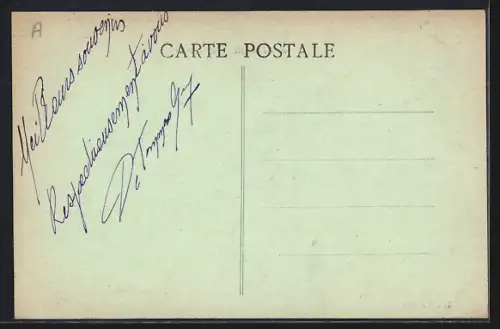 A
CARTE POSTALE
Meilleurs souvenirs
Respectueusement à vous